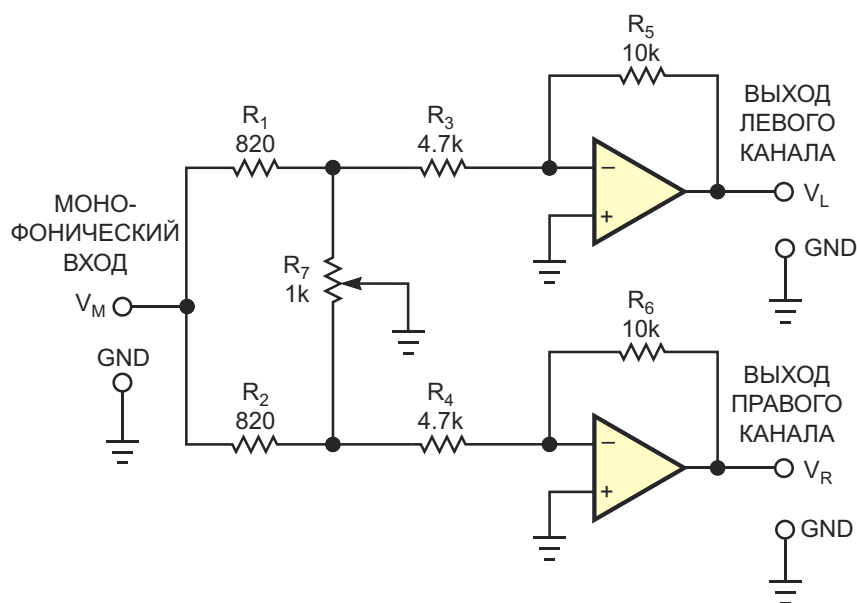 R5
10k
ВЫХОД
ЛЕВОГО
КАНАЛА
R1
820
R3
4.7k
−
+
VL
МОНО-
ФОНИЧЕСКИЙ
ВХОД
VM
GND
R7
1k
GND
R6
10k
R2
820
R4
4.7k
ВЫХОД
ПРАВОГО
КАНАЛА
−
+
VR
GND